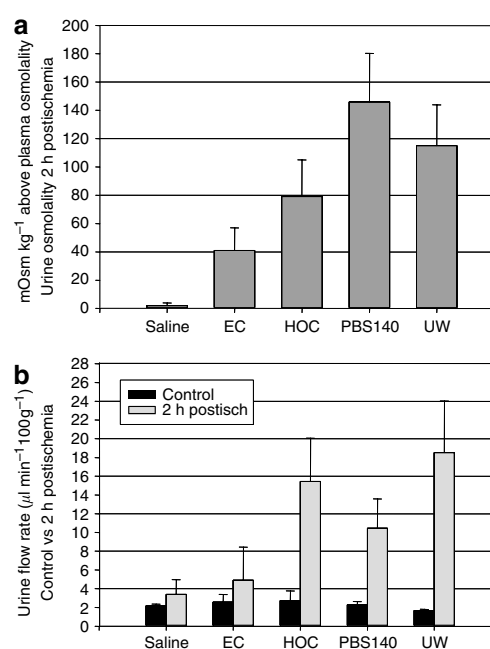 a
mOsm kg⁻¹ above plasma osmolality
Urine osmolality 2 h postischemia
200
180
160
140
120
100
80
60
40
20
0
Saline EC HOC PBS140 UW
b
Urine flow rate (μl min⁻¹100g⁻¹)
Control vs 2 h postischemia
28
26
24
22
20
18
16
14
12
10
8
6
4
2
0
Control
2 h postisch
Saline EC HOC PBS140 UW